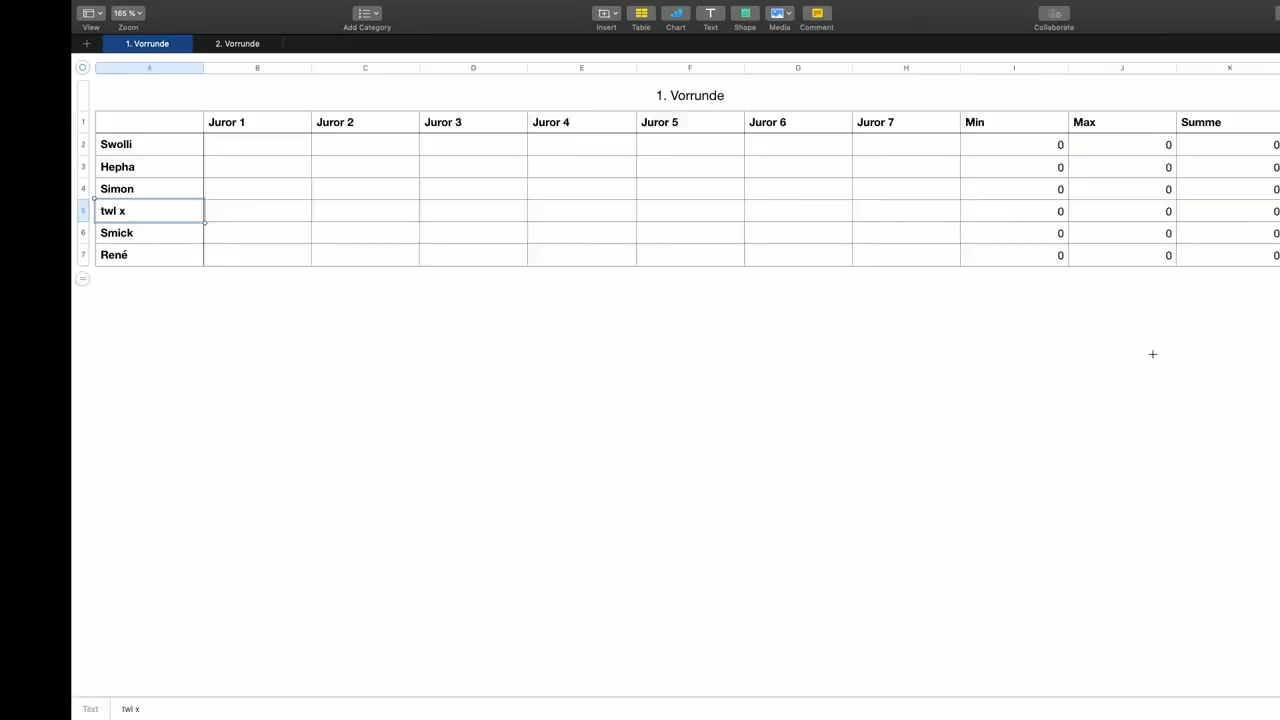 View 165 % Zoom Add Category Insert Table Chart Text Shape Media Comment Collaborate
+ 1. Vorrunde 2. Vorrunde
A B C D E F G H I J K
1. Vorrunde
1 Juror 1 Juror 2 Juror 3 Juror 4 Juror 5 Juror 6 Juror 7 Min Max Summe
2 Swolli 0 0 0
3 Hepha 0 0 0
4 Simon 0 0 0
5 twl x 0 0 0
6 Smick 0 0 0
7 René 0 0 0
Text twl x